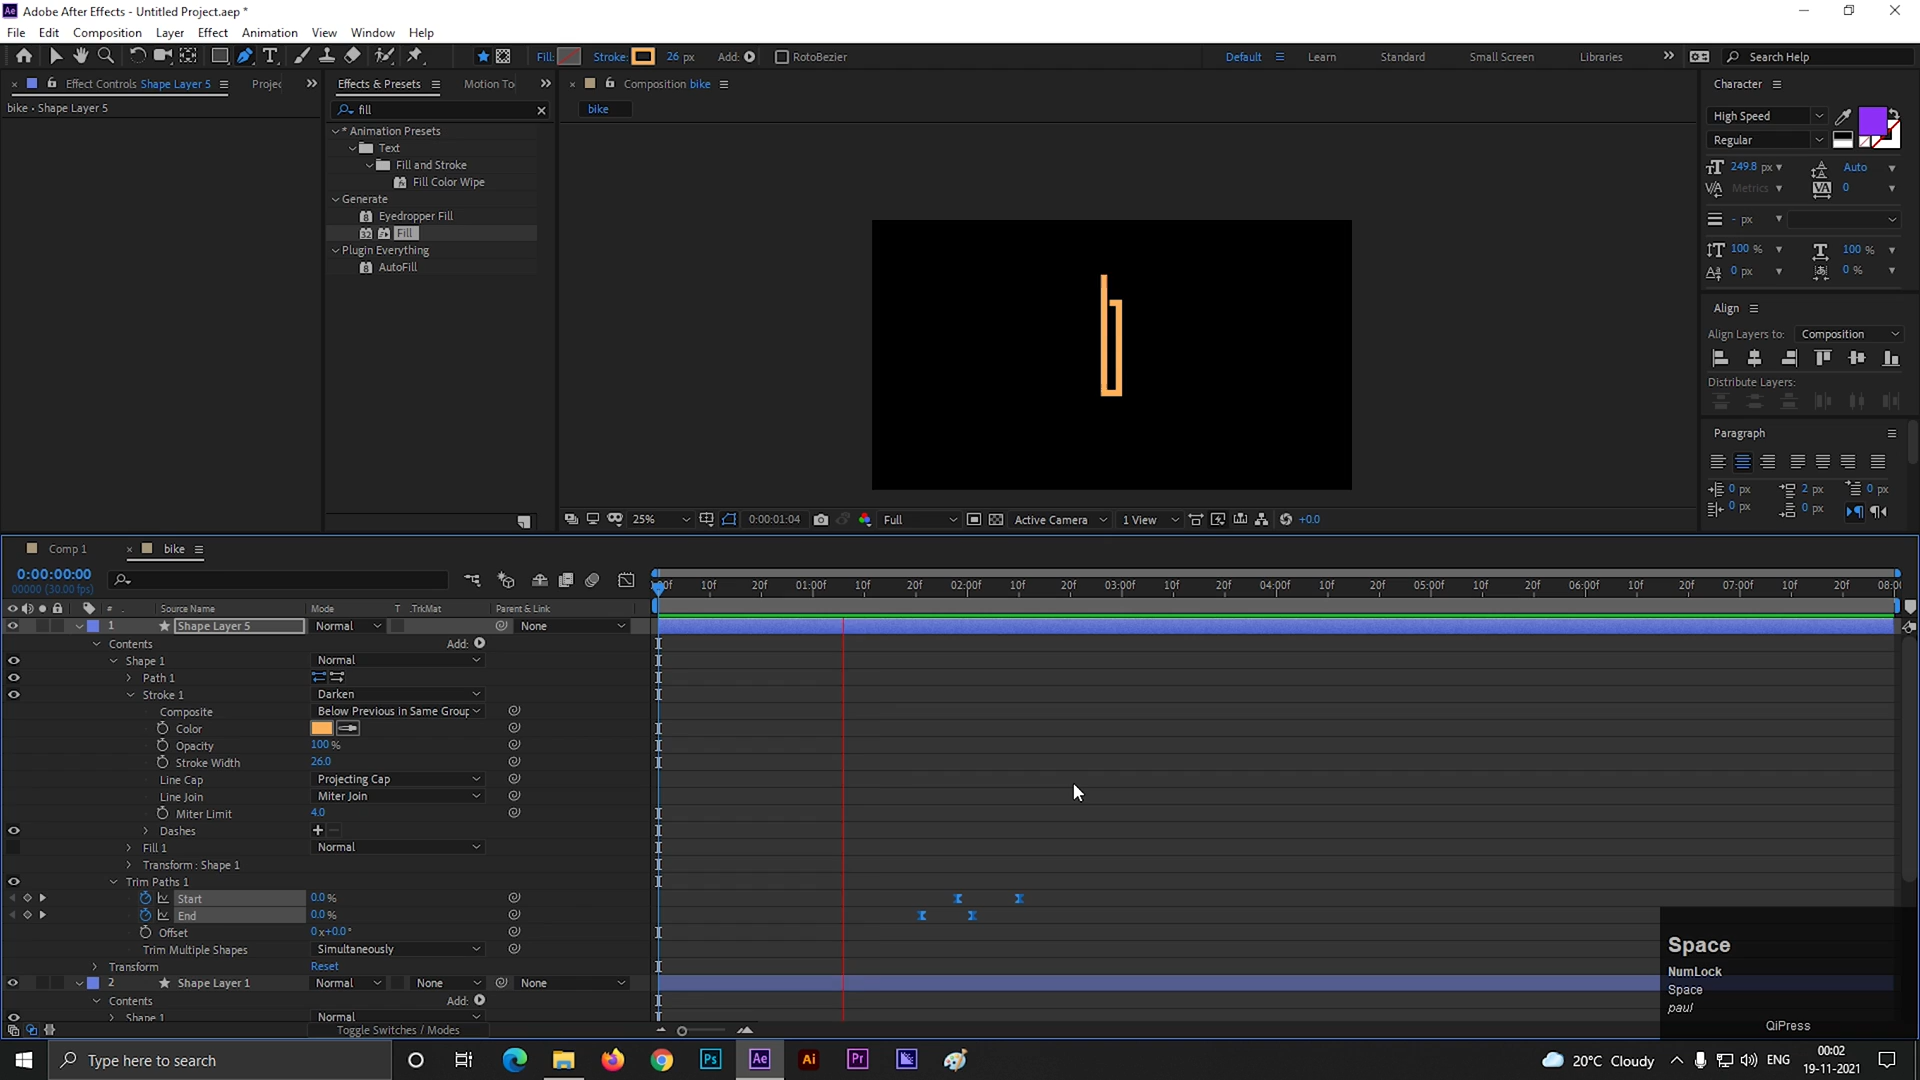 Adobe After Effects - Untitled Project.aep *
File Edit Composition Layer Effect Animation View Window Help
Fill: Stroke: 26 px Add: RotoBezier Default Learn Standard Small Screen Libraries Search Help
Effect Controls Shape Layer 5 Projec Effects & Presets Motion To Composition bike Character
bike • Shape Layer 5
fill
bike
High Speed
Regular
* Animation Presets
Text
Fill and Stroke
Fill Color Wipe
Generate
Eyedropper Fill
Fill
Plugin Everything
AutoFill
249.8 px Auto
Metrics 0
- px
100 % 100 %
0 px 0 %
Align
Align Layers to: Composition
Distribute Layers:
Paragraph
0 px 2 px 0 px
0 px 0 px
25% 0:00:01:04 Full Active Camera 1 View +0.0
Comp 1 bike
0:00:00:00
00000 (30.00 fps)
10f 20f 01:00f 10f 20f 02:00f 10f 20f 03:00f 10f 20f 04:00f 10f 20f 05:00f 10f 20f 06:00f 10f 20f 07:00f 10f 20f 08:0
# Source Name Mode T .TrkMat Parent & Link
1 Shape Layer 5 Normal None
Contents Add:
Shape 1 Normal
Path 1
Stroke 1 Darken
Composite Below Previous in Same Group
Color
Opacity 100 %
Stroke Width 26.0
Line Cap Projecting Cap
Line Join Miter Join
Miter Limit 4.0
Dashes
Fill 1 Normal
Transform : Shape 1
Trim Paths 1
Start 0.0 %
End 0.0 %
Offset 0 x+0.0 °
Trim Multiple Shapes Simultaneously
Transform Reset
2 Shape Layer 1 Normal None None
Contents Add:
Shape 1 Normal
Toggle Switches / Modes
Space
NumLock
Space
paul
QiPress
Type here to search
Ps Ae Ai Pr
20°C Cloudy ENG 00:02
19-11-2021